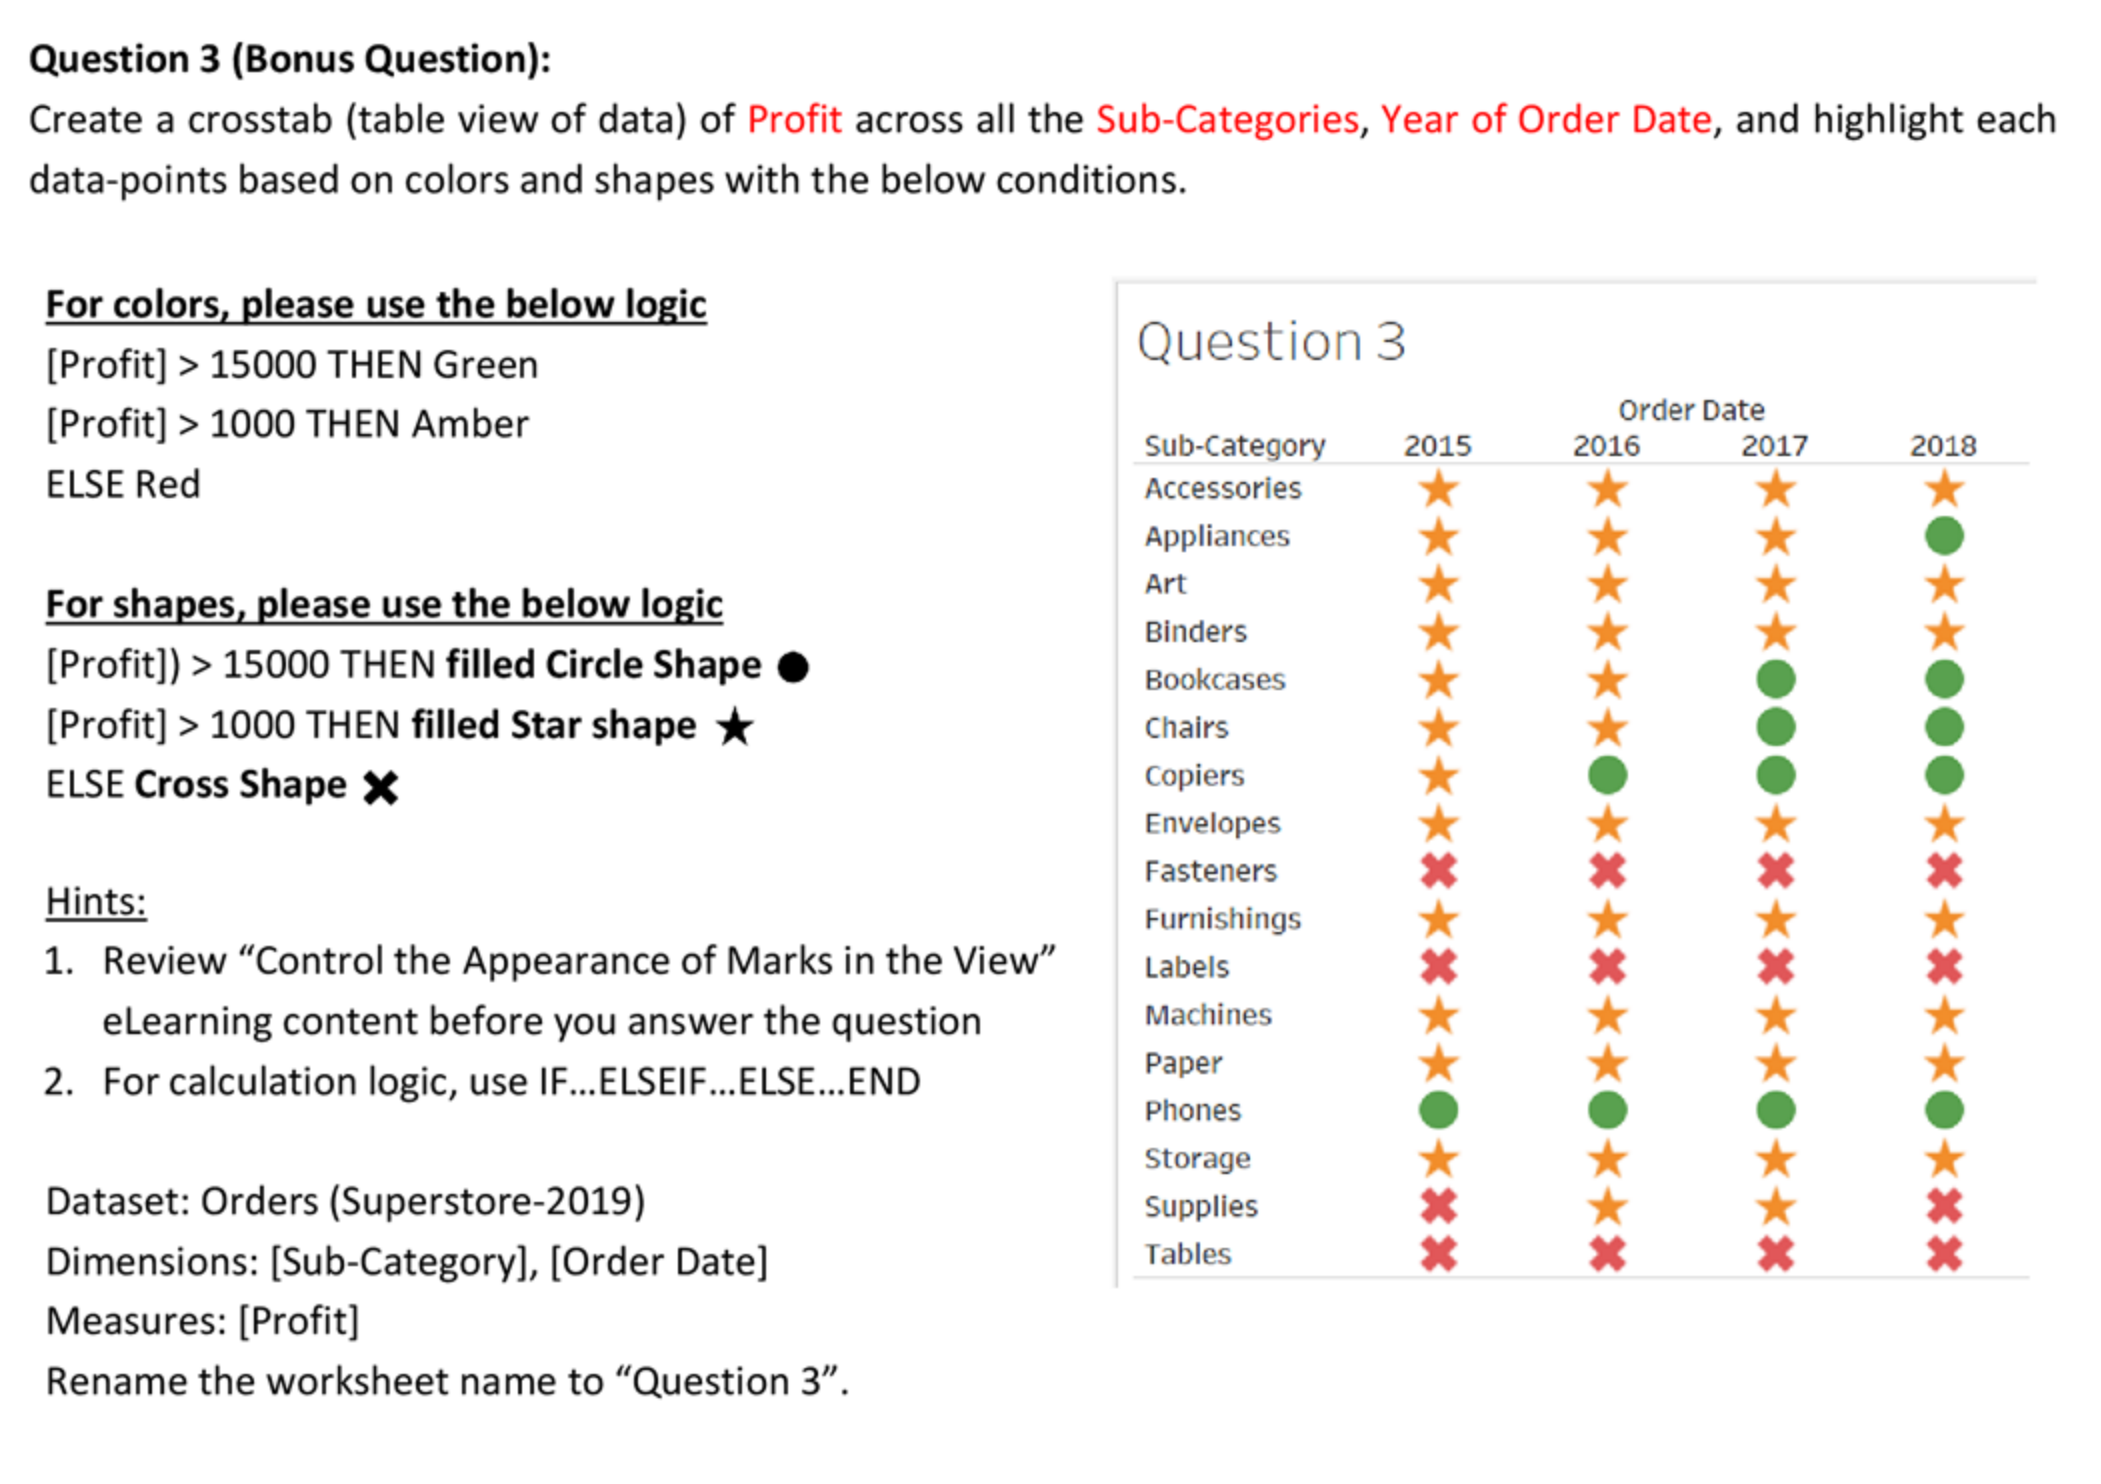 Question 3 (Bonus Question):
Create a crosstab (table view of data) of Profit across all the Sub-Categories, Year of Order Date, and highlight each
data-points based on colors and shapes with the below conditions.
For colors, please use the below logic
[Profit] > 15000 THEN Green
[Profit] > 1000 THEN Amber
ELSE Red
For shapes, please use the below logic
[Profit]) > 15000 THEN filled Circle Shape
[Profit] > 1000 THEN filled Star shape
ELSE Cross Shape
Hints:
1. Review “Control the Appearance of Marks in the View”
eLearning content before you answer the question
2. For calculation logic, use IF...ELSEIF...ELSE...END
Dataset: Orders (Superstore-2019)
Dimensions: [Sub-Category], [Order Date]
Measures: [Profit]
Rename the worksheet name to “Question 3”.
Question 3
Order Date
Sub-Category 2015 2016 2017 2018
Accessories
Appliances
Art
Binders
Bookcases
Chairs
Copiers
Envelopes
Fasteners
Furnishings
Labels
Machines
Paper
Phones
Storage
Supplies
Tables